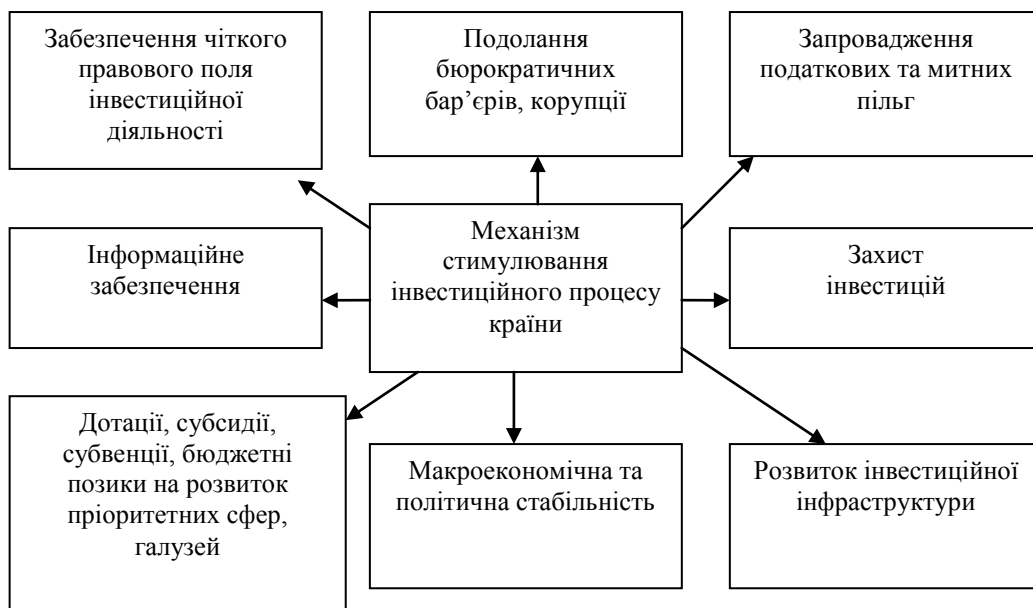 Забезпечення чіткого
правового поля
інвестиційної
діяльності
Подолання
бюрократичних
бар’єрів, корупції
Запровадження
податкових та митних
пільг
Інформаційне
забезпечення
Механізм
стимулювання
інвестиційного процесу
країни
Захист
інвестицій
Дотації, субсидії,
субвенції, бюджетні
позики на розвиток
пріоритетних сфер,
галузей
Макроекономічна та
політична стабільність
Розвиток інвестиційної
інфраструктури